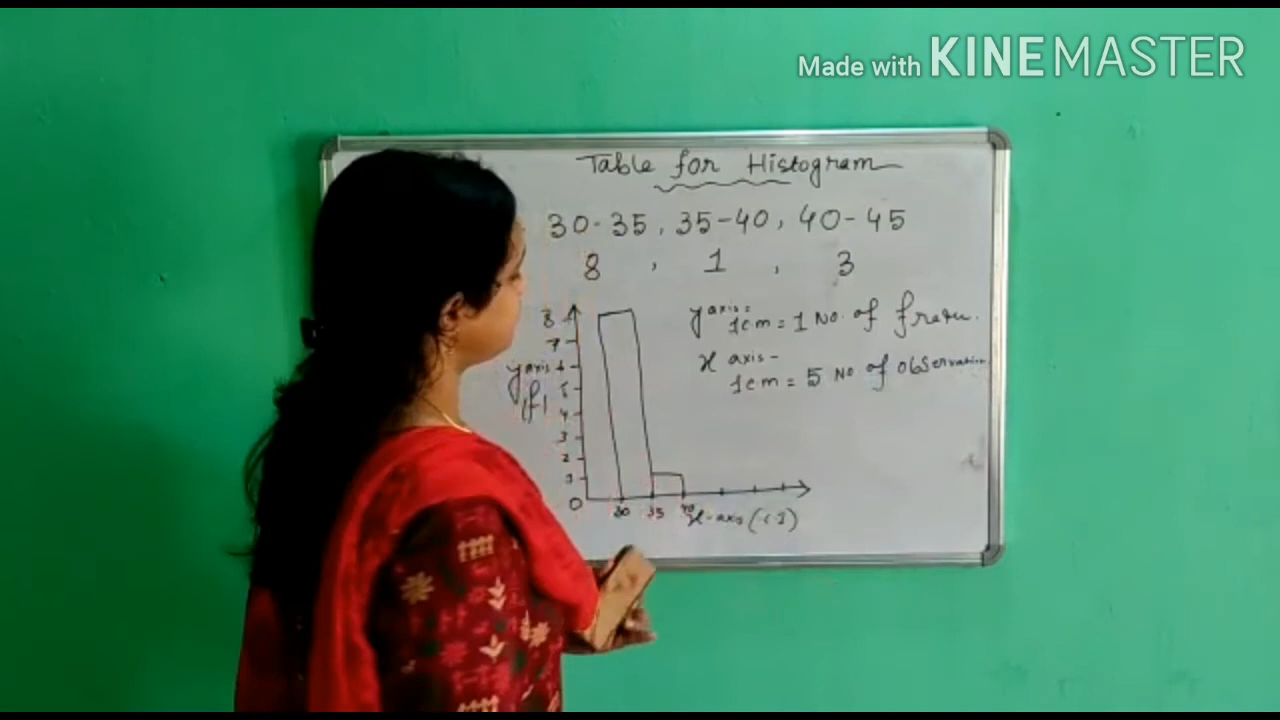 Made with KINEMASTER
Table for Histogram
30-35, 35-40, 40-45
8 , 1 , 3
y axis=
1cm = 1 No. of frequ.
x axis-
1cm = 5 No of observation
8
7
y axis 6
(f) 5
4
3
2
1
0
30 35 40
x-axis (C.I)